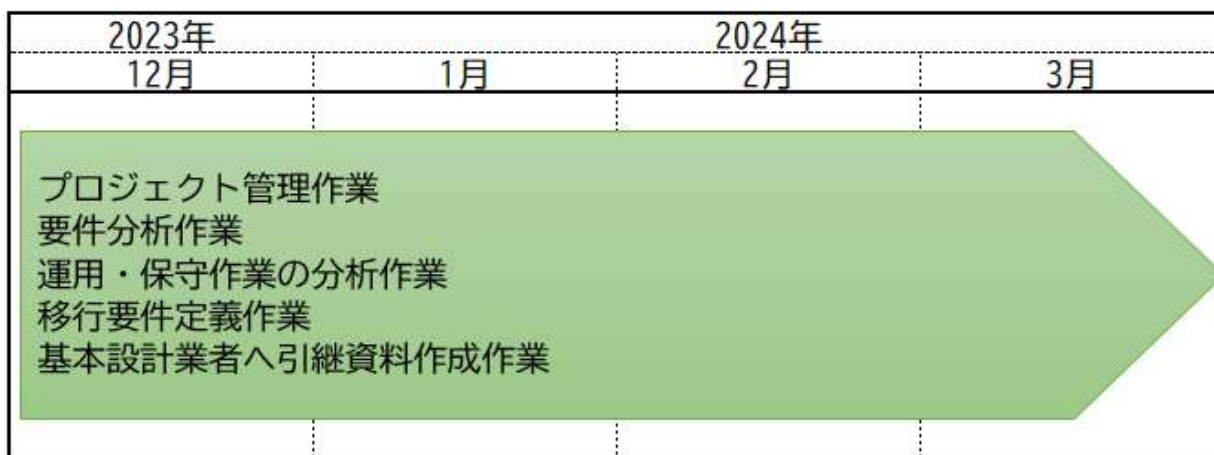 2023年 2024年
12月 1月 2月 3月
プロジェクト管理作業
要件分析作業
運用・保守作業の分析作業
移行要件定義作業
基本設計業者へ引継資料作成作業